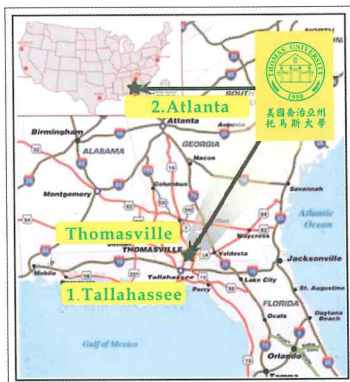 THOMAS UNIVERSITY
1950
美國喬治亞州
托馬斯大學
2.Atlanta
Atlanta
Augusta
Birmingham
ALABAMA
GEORGIA
Macon
Columbus
Savannah
Montgomery
Atlantic
Ocean
Thomasville
THOMASVILLE
Waycross
Valdosta
Jacksonville
Mobile
Tallahassee
1.Tallahassee
Perry
Lake City
St. Augustine
FLORIDA
Ocala
Daytona
Beach
Gulf of Mexico
Orlando
Tampa